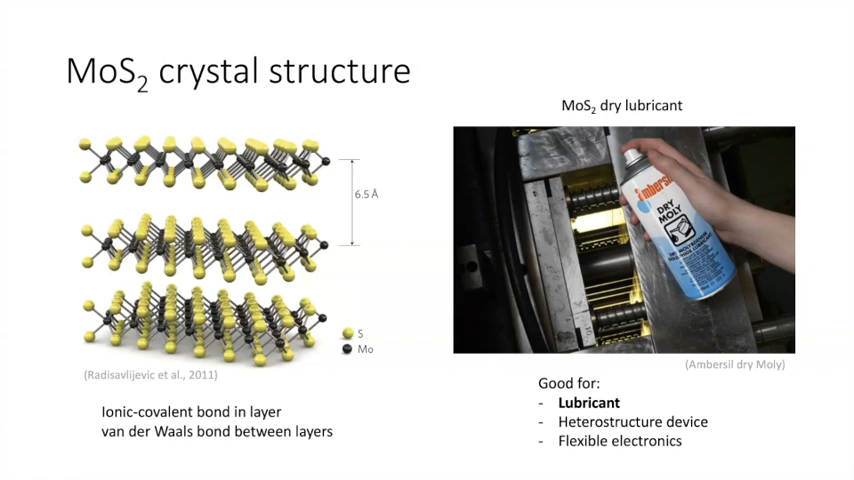 MoS₂ crystal structure
MoS₂ dry lubricant
6.5 Å
S
Mo
(Radisavlijevic et al., 2011)
Ionic-covalent bond in layer
van der Waals bond between layers
Ambersil
DRY
MOLY
(Ambersil dry Moly)
Good for:
- Lubricant
- Heterostructure device
- Flexible electronics